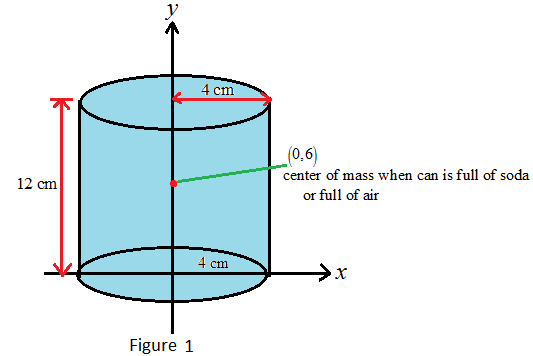 y
4 cm
(0,6)
center of mass when can is full of soda
or full of air
12 cm
4 cm
x
Figure 1